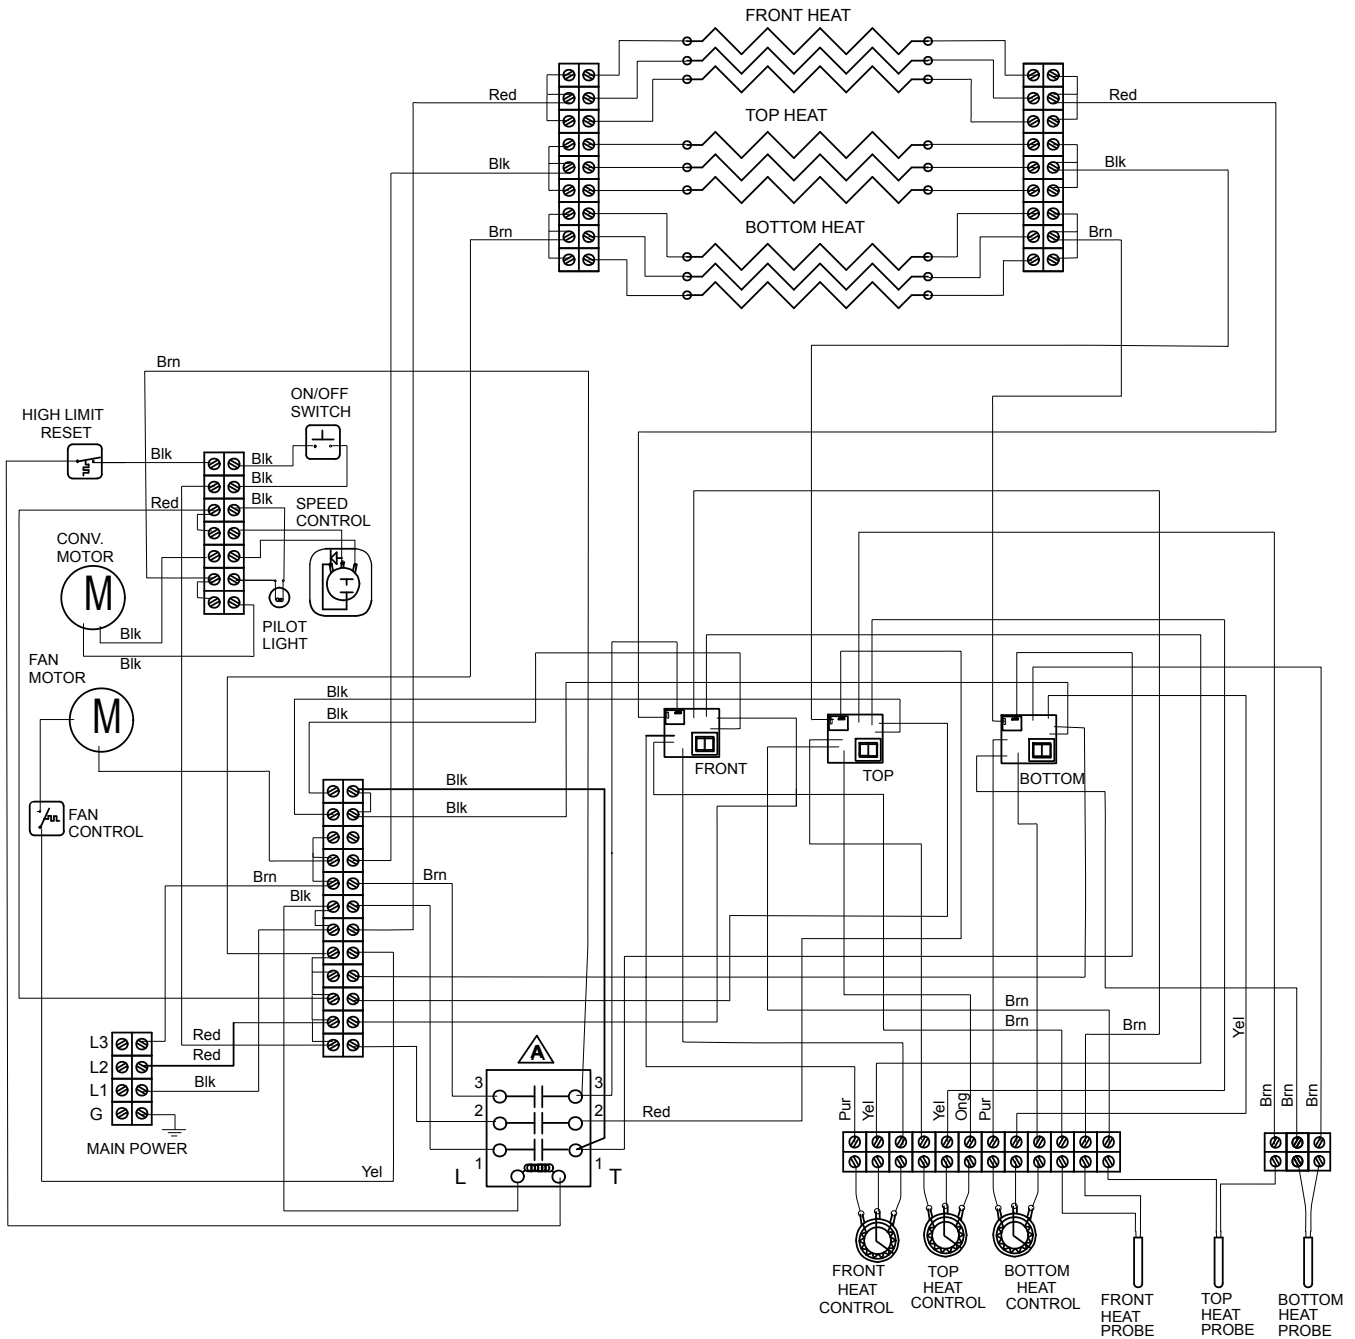 FRONT HEAT
Red
Red
TOP HEAT
Blk
Blk
BOTTOM HEAT
Brn
Brn
Brn
ON/OFF
SWITCH
HIGH LIMIT
RESET
Blk
Blk
Blk
Red
Blk
SPEED
CONTROL
CONV.
MOTOR
M
PILOT
LIGHT
Blk
Blk
FAN
MOTOR
M
Blk
Blk
FRONT
TOP
BOTTOM
Blk
Blk
FAN
CONTROL
Brn
Brn
Blk
Brn
Brn
Brn
Yel
L3
L2
L1
G
Red
Red
Blk
MAIN POWER
A
3
3
2
2
1
1
L
T
Red
Yel
Pur
Yel
Yel
Ong
Pur
Brn
Brn
Brn
FRONT
HEAT
CONTROL
TOP
HEAT
CONTROL
BOTTOM
HEAT
CONTROL
FRONT
HEAT
PROBE
TOP
HEAT
PROBE
BOTTOM
HEAT
PROBE